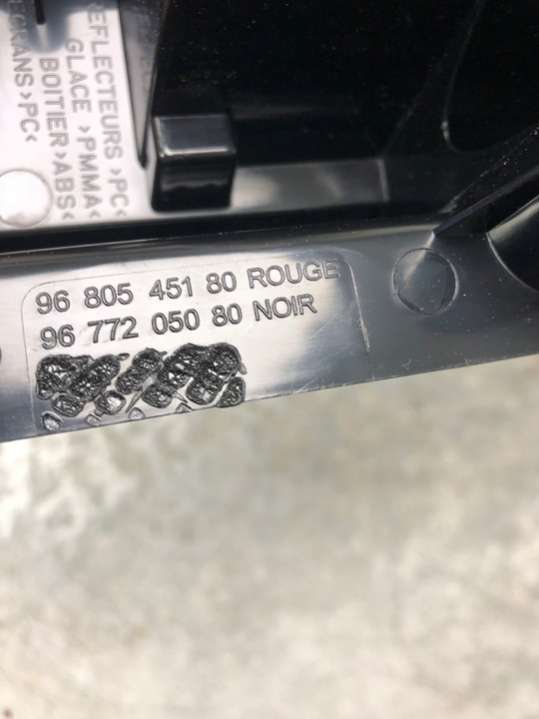 REFLECTEURS >PC<
GLACE >PMMA<
BOITIER >ABS<
ECRANS >PC<
96 805 451 80 ROUGE
96 772 050 80 NOIR